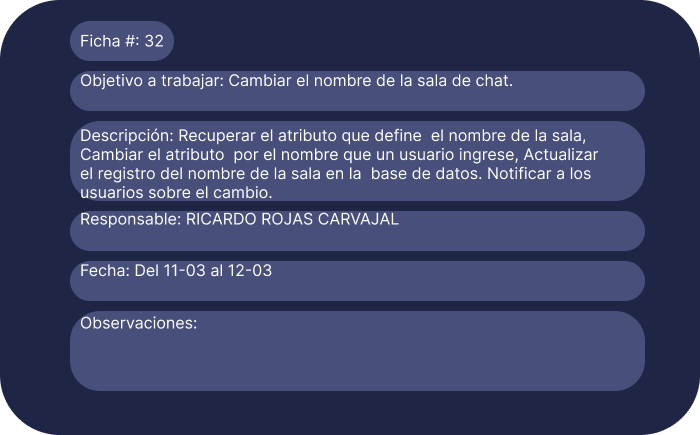 Ficha #: 32
Objetivo a trabajar: Cambiar el nombre de la sala de chat.
Descripción: Recuperar el atributo que define  el nombre de la sala,
Cambiar el atributo  por el nombre que un usuario ingrese, Actualizar
el registro del nombre de la sala en la  base de datos. Notificar a los
usuarios sobre el cambio.
Responsable: RICARDO ROJAS CARVAJAL
Fecha: Del 11-03 al 12-03
Observaciones: